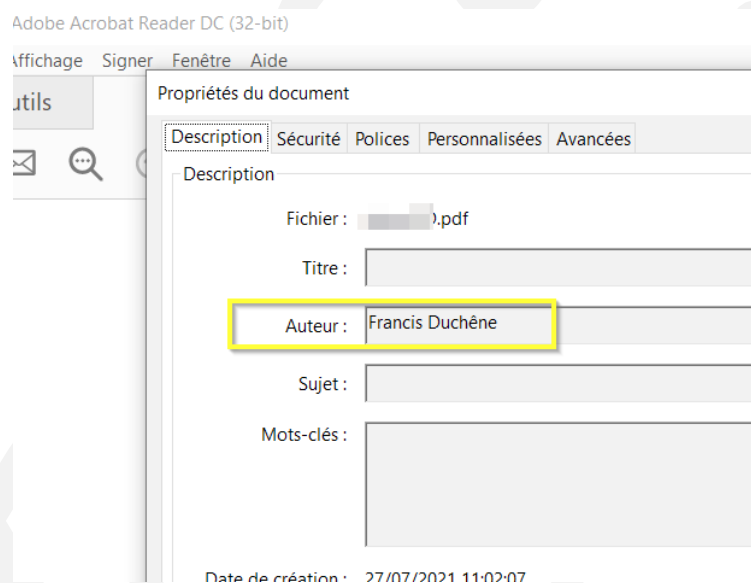 Adobe Acrobat Reader DC (32-bit)
Affichage Signer Fenêtre Aide
utils
Propriétés du document
Description Sécurité Polices Personnalisées Avancées
Description
Fichier : .pdf
Titre :
Auteur : Francis Duchêne
Sujet :
Mots-clés :
Date de création : 27/07/2021 11:02:07